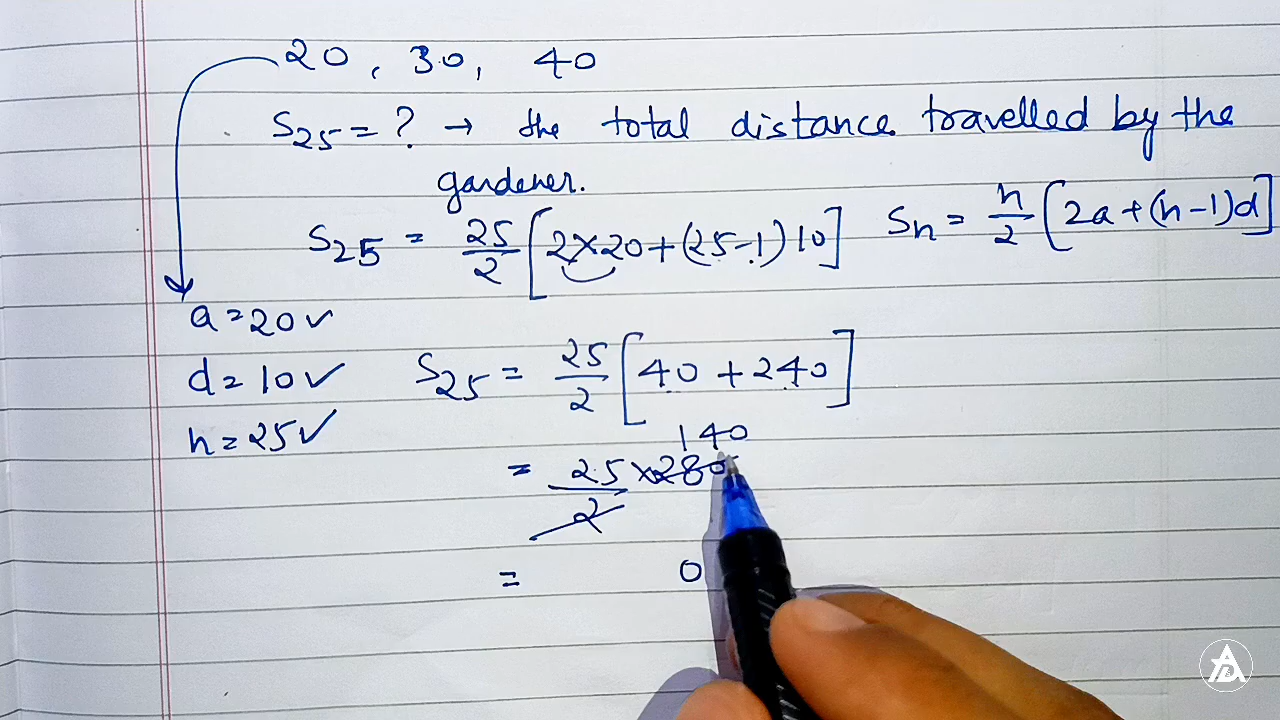 20, 30, 40
S25 = ? → the total distance travelled by the
gardener.
S25 = 25/2 [2×20+(25-1)10] Sn = n/2 [2a+(n-1)d]
a=20✓
d=10✓ S25 = 25/2 [40+240]
n=25✓
140
= 25/2 ×280
= 0